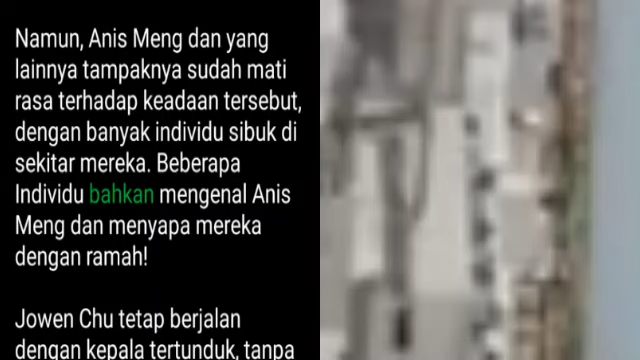 Namun, Anis Meng dan yang
lainnya tampaknya sudah mati
rasa terhadap keadaan tersebut,
dengan banyak individu sibuk di
sekitar mereka. Beberapa
Individu bahkan mengenal Anis
Meng dan menyapa mereka
dengan ramah!
Jowen Chu tetap berjalan
dengan kepala tertunduk, tanpa